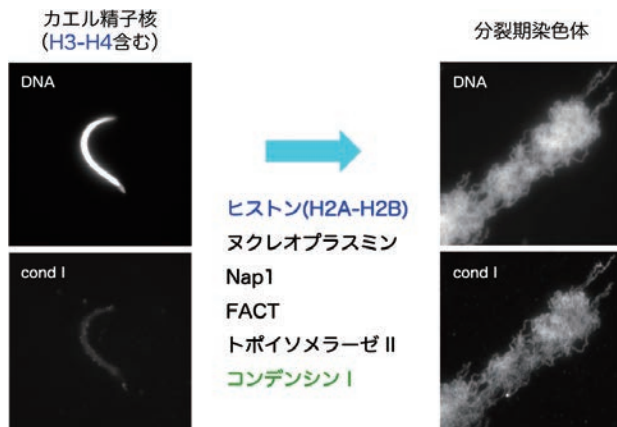 カエル精子核
(H3-H4含む)
DNA
cond I
ヒストン(H2A-H2B)
ヌクレオプラスミン
Nap1
FACT
トポイソメラーゼ II
コンデンシン I
分裂期染色体
DNA
cond I